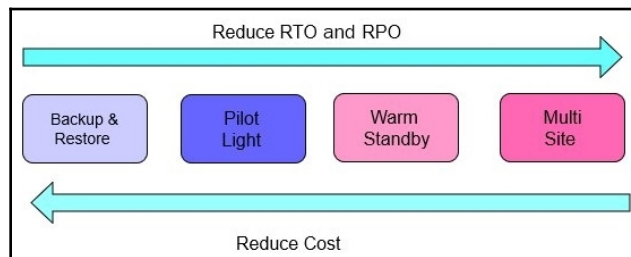 Reduce RTO and RPO
Backup &
Restore
Pilot
Light
Warm
Standby
Multi
Site
Reduce Cost